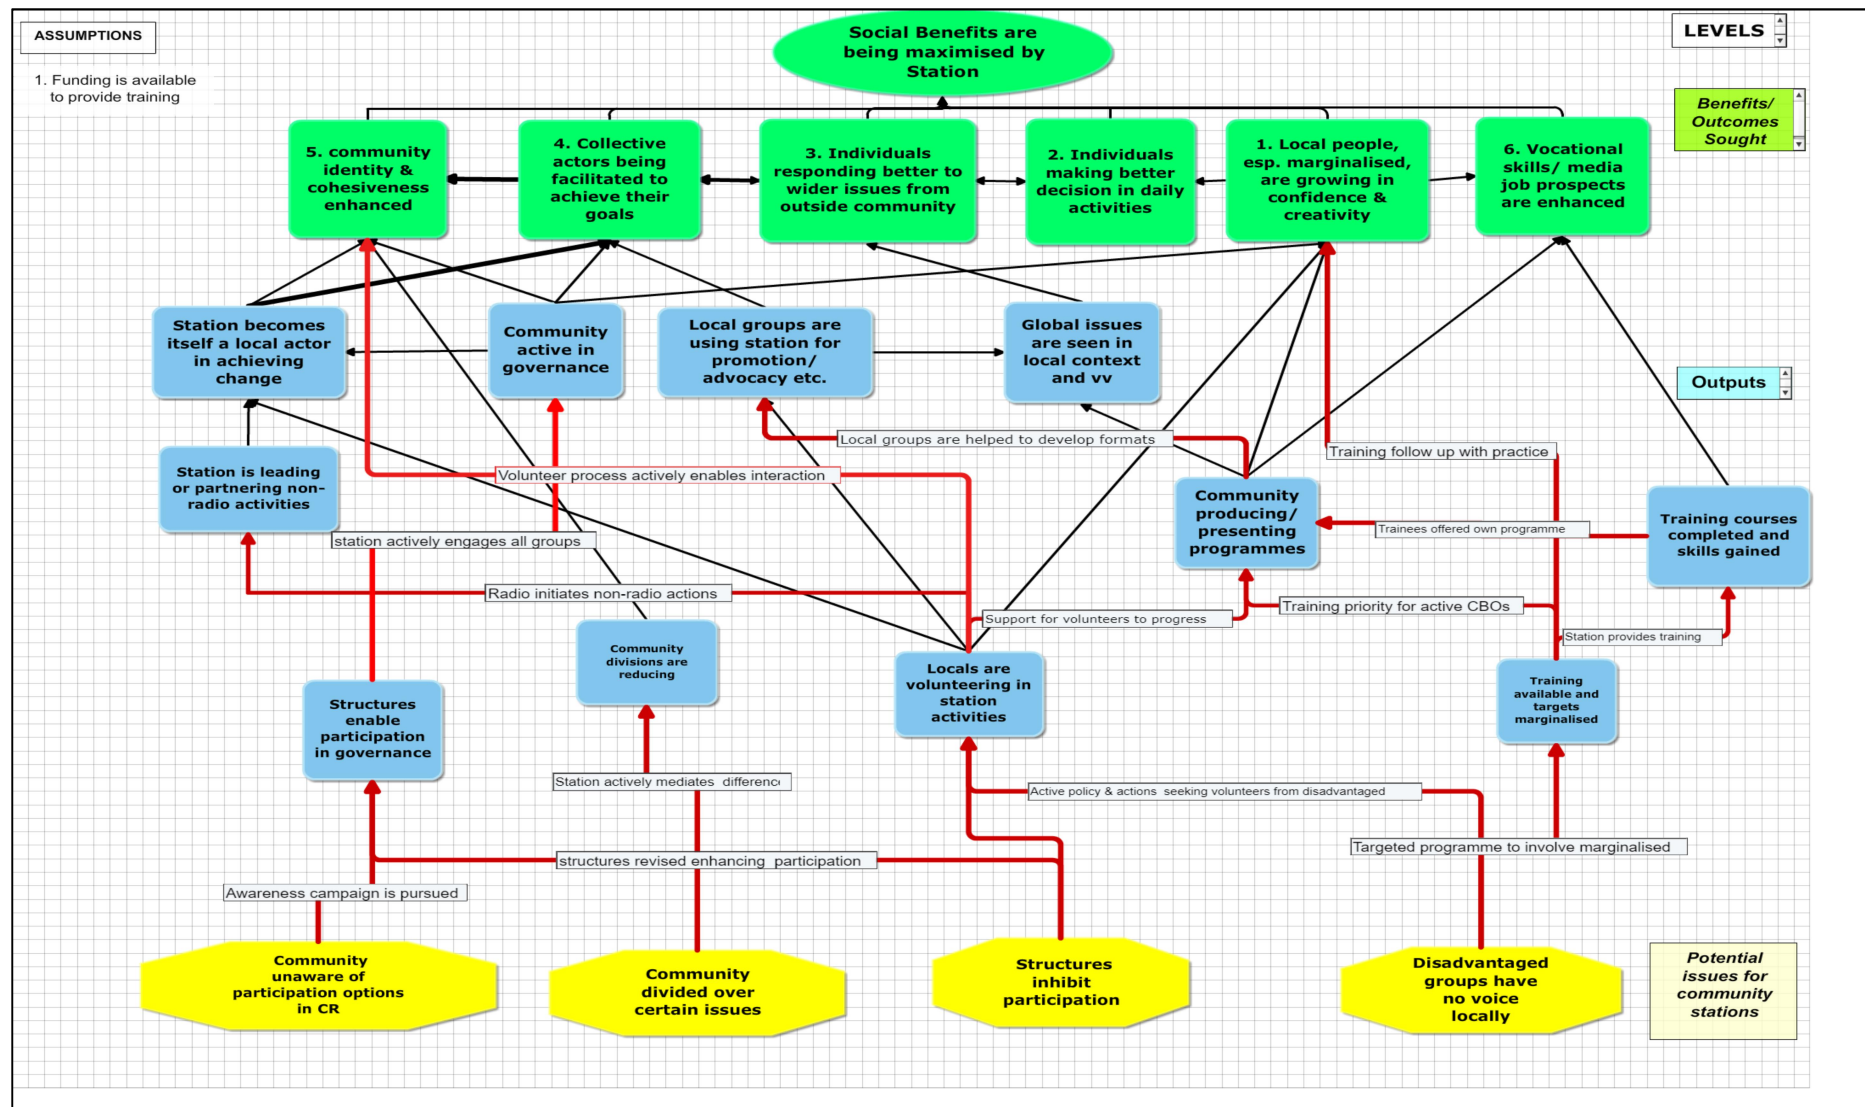 ASSUMPTIONS
1. Funding is available
to provide training
Social Benefits are
being maximised by
Station
LEVELS
Benefits/
Outcomes
Sought
5. community
identity &
cohesiveness
enhanced
4. Collective
actors being
facilitated to
achieve their
goals
3. Individuals
responding better to
wider issues from
outside community
2. Individuals
making better
decision in daily
activities
1. Local people,
esp. marginalised,
are growing in
confidence &
creativity
6. Vocational
skills/ media
job prospects
are enhanced
Station becomes
itself a local actor
in achieving
change
Community
active in
governance
Local groups are
using station for
promotion/
advocacy etc.
Global issues
are seen in
local context
and vv
Outputs
Local groups are helped to develop formats
Training follow up with practice
Station is leading
or partnering non-
radio activities
Volunteer process actively enables interaction
Community
producing/
presenting
programmes
Trainees offered own programme
Training courses
completed and
skills gained
station actively engages all groups
Radio initiates non-radio actions
Support for volunteers to progress
Training priority for active CBOs
Station provides training
Structures
enable
participation
in governance
Community
divisions are
reducing
Locals are
volunteering in
station
activities
Training
available and
targets
marginalised
Station actively mediates differenc
Active policy & actions seeking volunteers from disadvantaged
Targeted programme to involve marginalised
structures revised enhancing participation
Awareness campaign is pursued
Community
unaware of
participation options
in CR
Community
divided over
certain issues
Structures
inhibit
participation
Disadvantaged
groups have
no voice
locally
Potential
issues for
community
stations